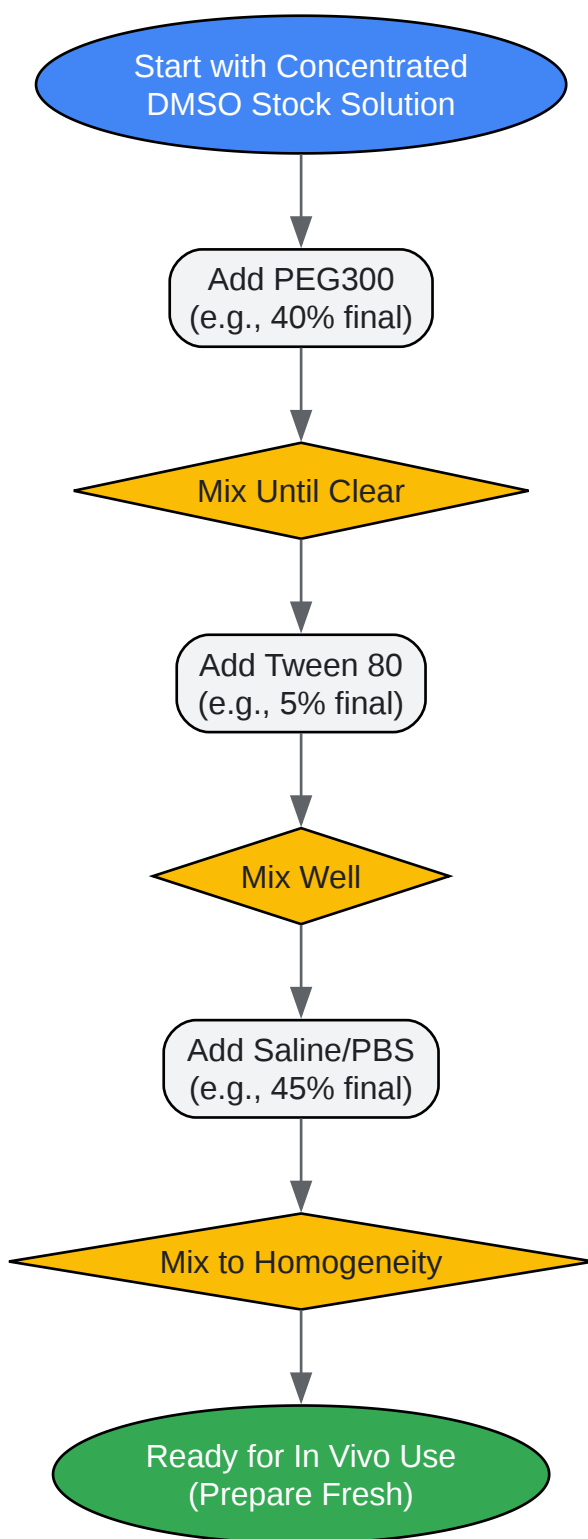 Start with Concentrated
DMSO Stock Solution
Add PEG300
(e.g., 40% final)
Mix Until Clear
Add Tween 80
(e.g., 5% final)
Mix Well
Add Saline/PBS
(e.g., 45% final)
Mix to Homogeneity
Ready for In Vivo Use
(Prepare Fresh)